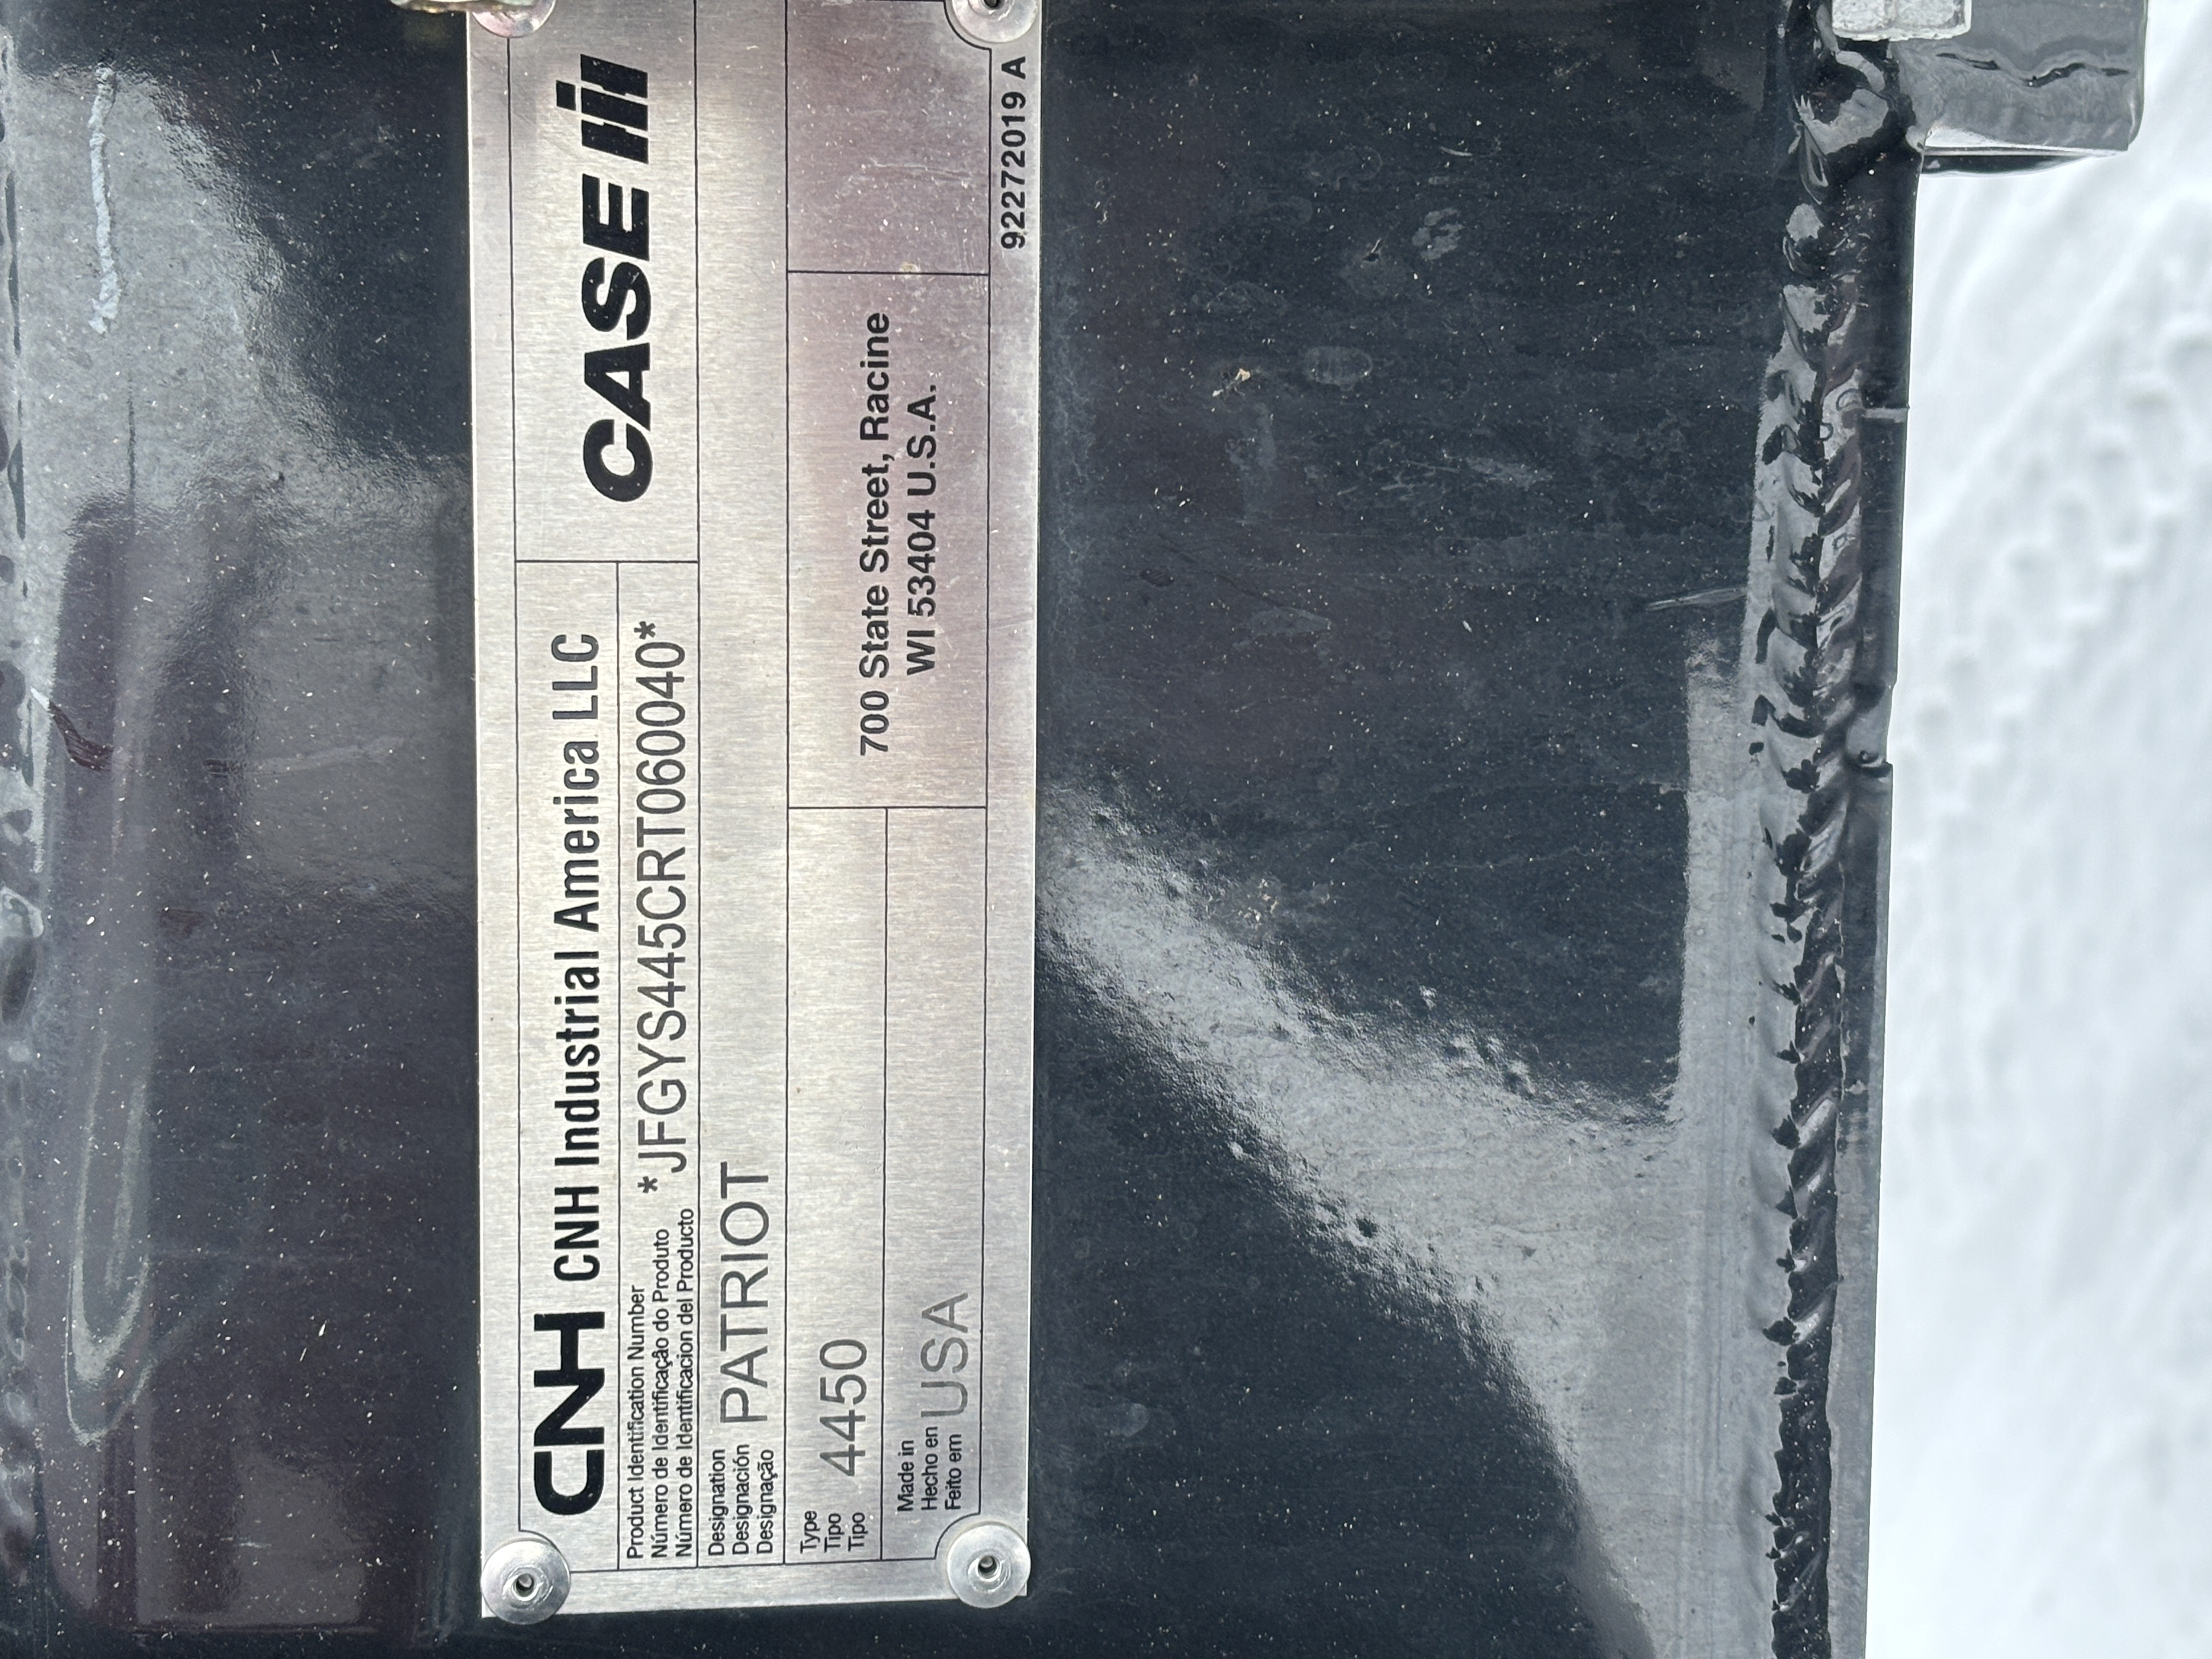 CNH CNH Industrial America LLC
CASE IH
Product Identification Number
Número de Identificação do Produto
Número de Identificacion del Producto
*JFGYS445CRT060040*
Designation
Designación
Designação
PATRIOT
Type
Tipo
Tipo
4450
Made in
Hecho en
Feito em
USA
700 State Street, Racine
WI 53404 U.S.A.
92272019 A